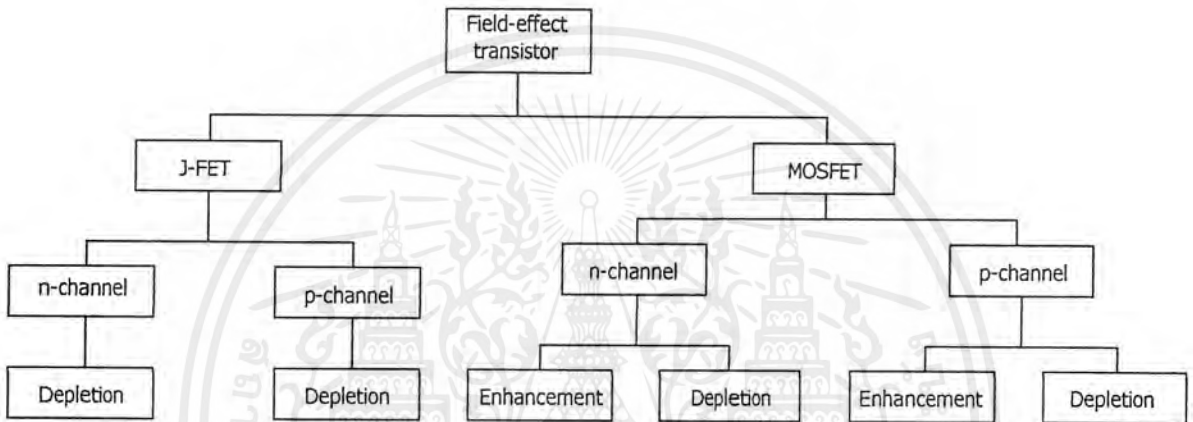 Field-effect
transistor
J-FET
MOSFET
n-channel
p-channel
n-channel
p-channel
Depletion
Depletion
Enhancement
Depletion
Enhancement
Depletion